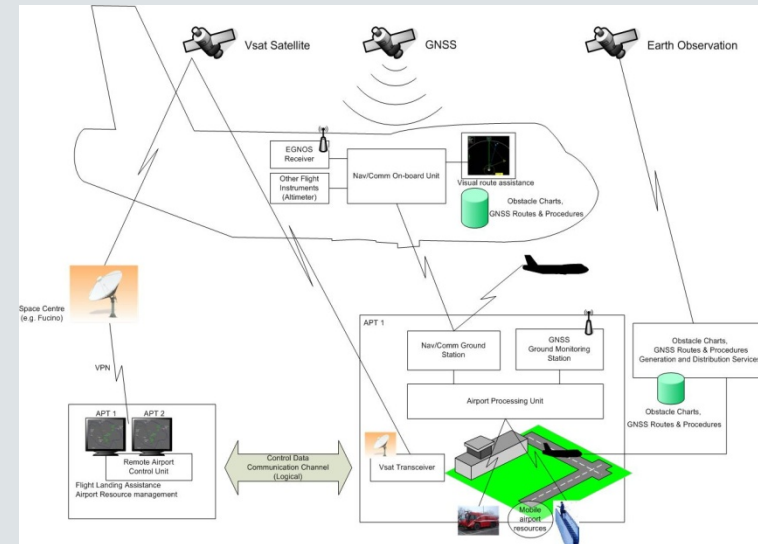 Vsat Satellite
GNSS
Earth Observation
EGNOS
Receiver
Other Flight
Instruments
(Altimeter)
Nav/Comm On-board Unit
Visual route assistance
Obstacle Charts,
GNSS Routes & Procedures
Space Centre
(e.g. Fucino)
VPN
APT 1
Nav/Comm Ground
Station
GNSS
Ground Monitoring
Station
Airport Processing Unit
Obstacle Charts,
GNSS Routes & Procedures
Generation and Distribution Services
Obstacle Charts,
GNSS Routes & Procedures
APT 1
APT 2
Remote Airport
Control Unit
Flight Landing Assistance
Airport Resource management
Control Data
Communication Channel
(Logical)
Vsat Transceiver
Mobile
airport
resources